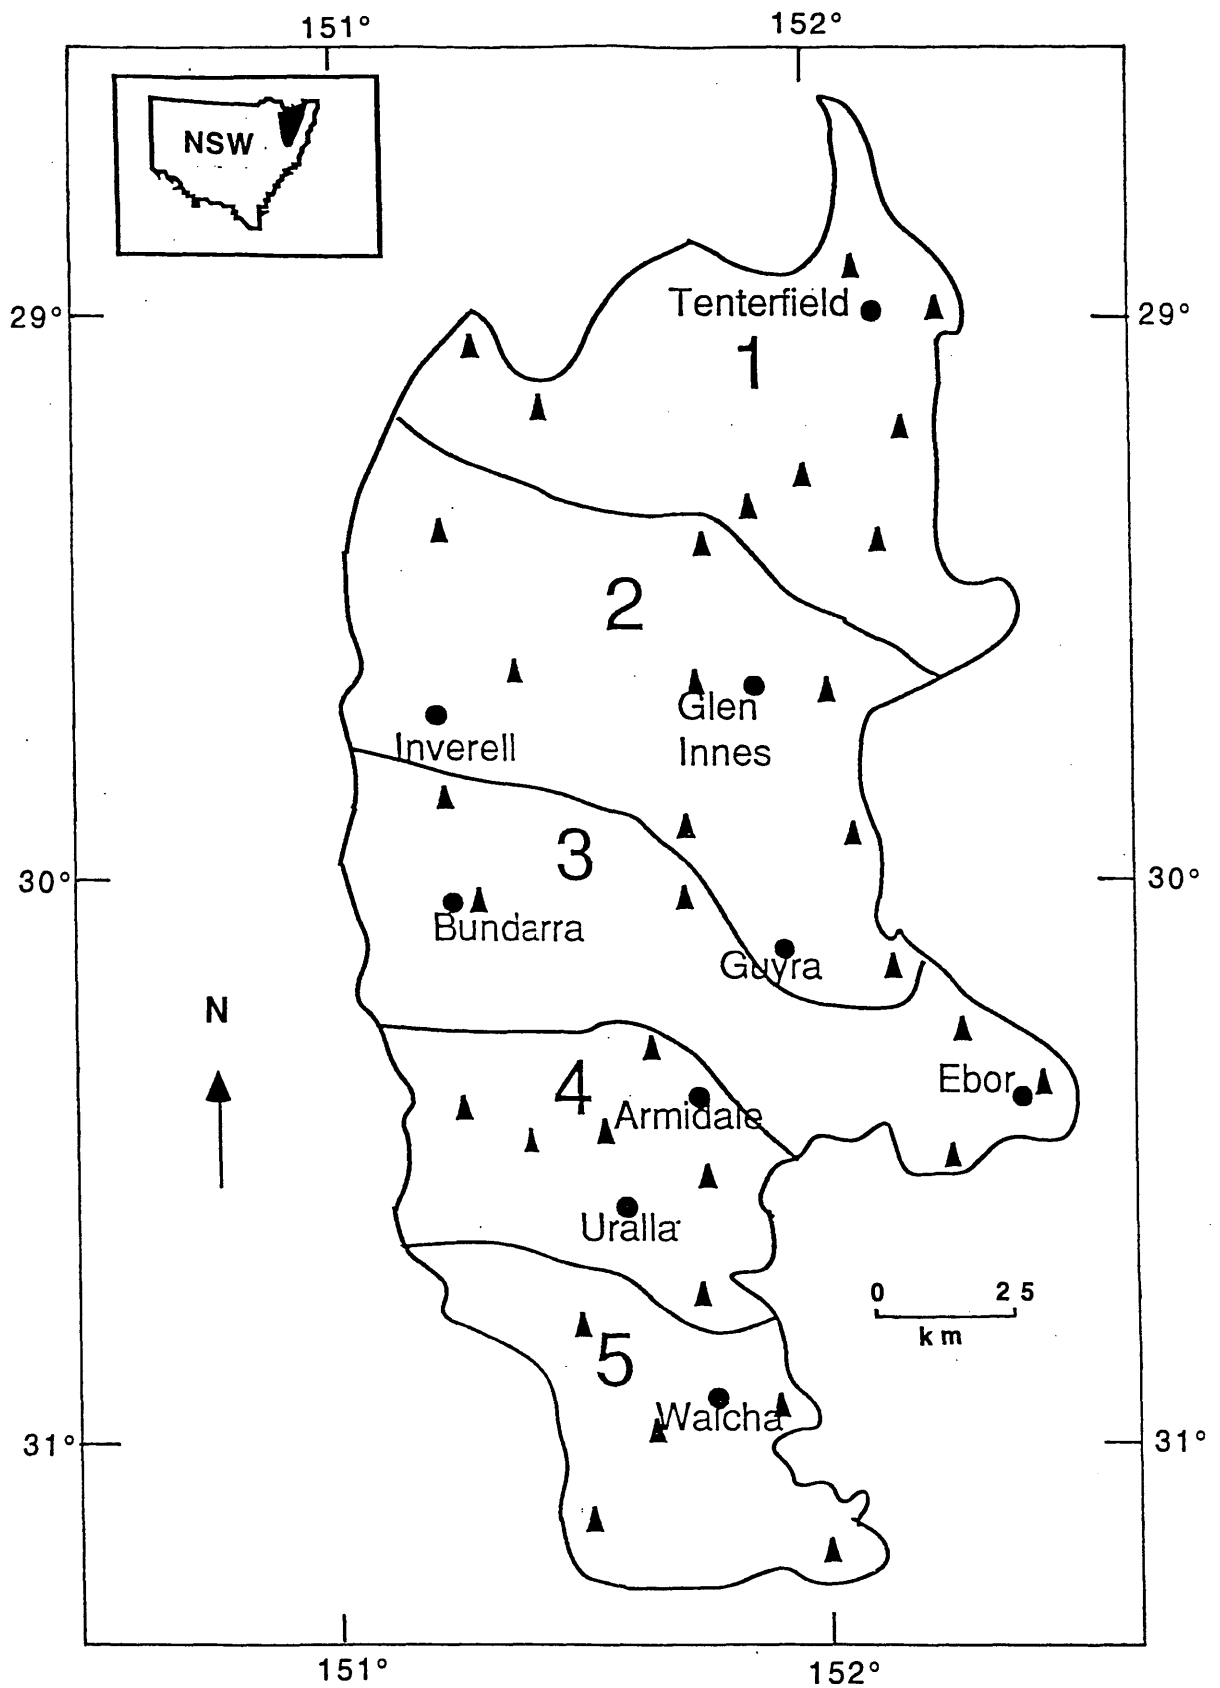 151° 152°
NSW
29° Tenterfield 29°
1
2
Glen
Innes
Inverell
3
30° 30°
Bundarra
Guyra
N
4
Ebor
Armidale
Uralla
0 25
km
5
Walcha
31° 31°
151° 152°